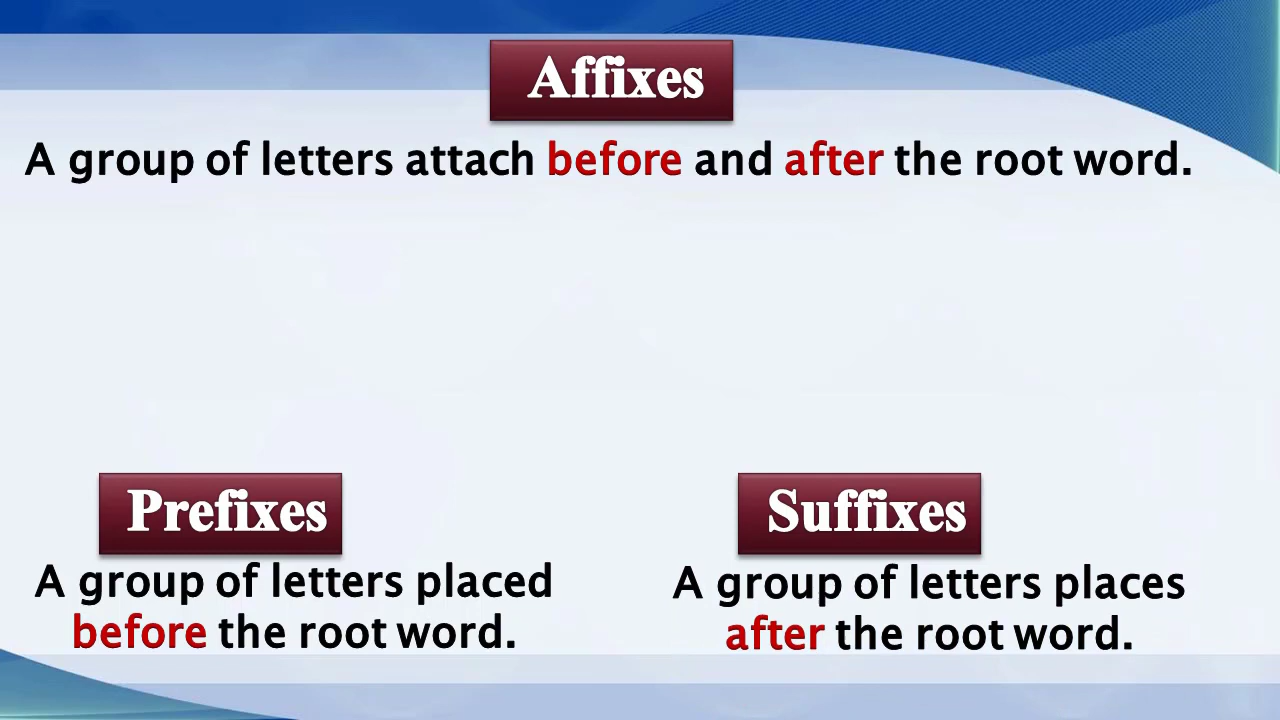 Affixes
A group of letters attach before and after the root word.
Prefixes
A group of letters placed
before the root word.
Suffixes
A group of letters places
after the root word.